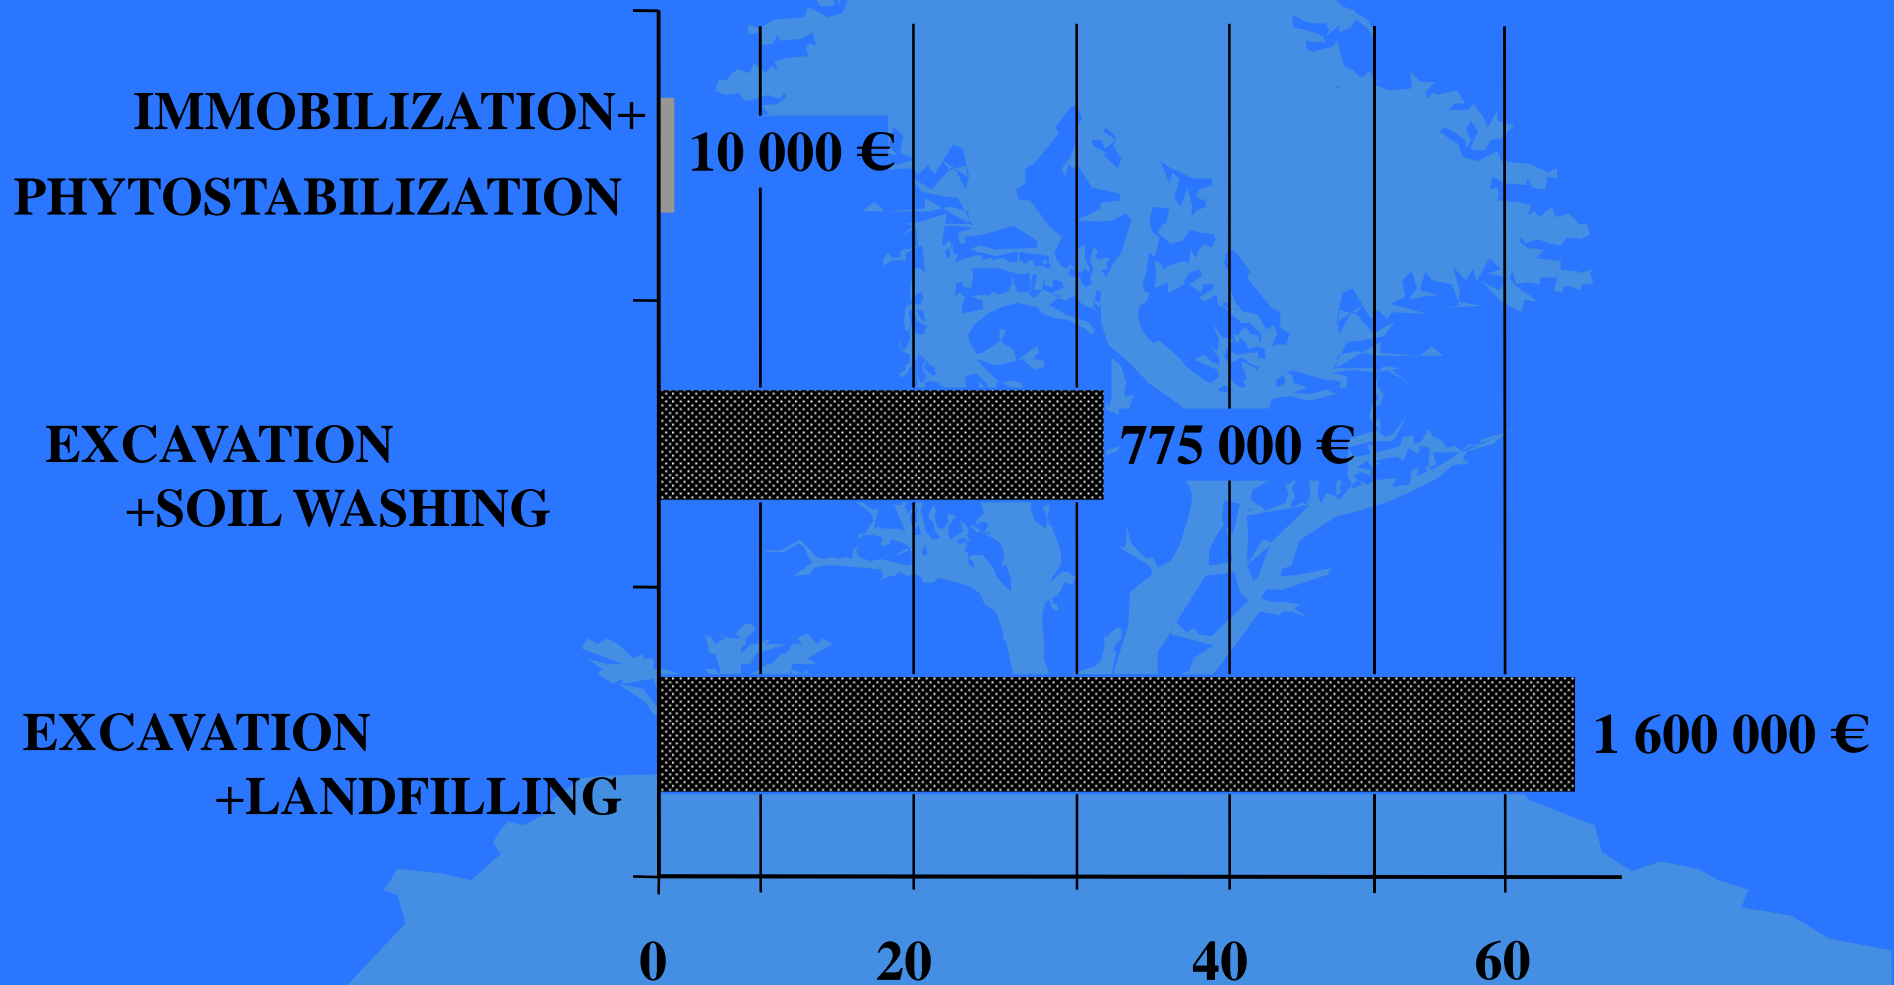 IMMOBILIZATION+
PHYTOSTABILIZATION
10 000 €
EXCAVATION
+SOIL WASHING
775 000 €
EXCAVATION
+LANDFILLING
1 600 000 €
0 20 40 60